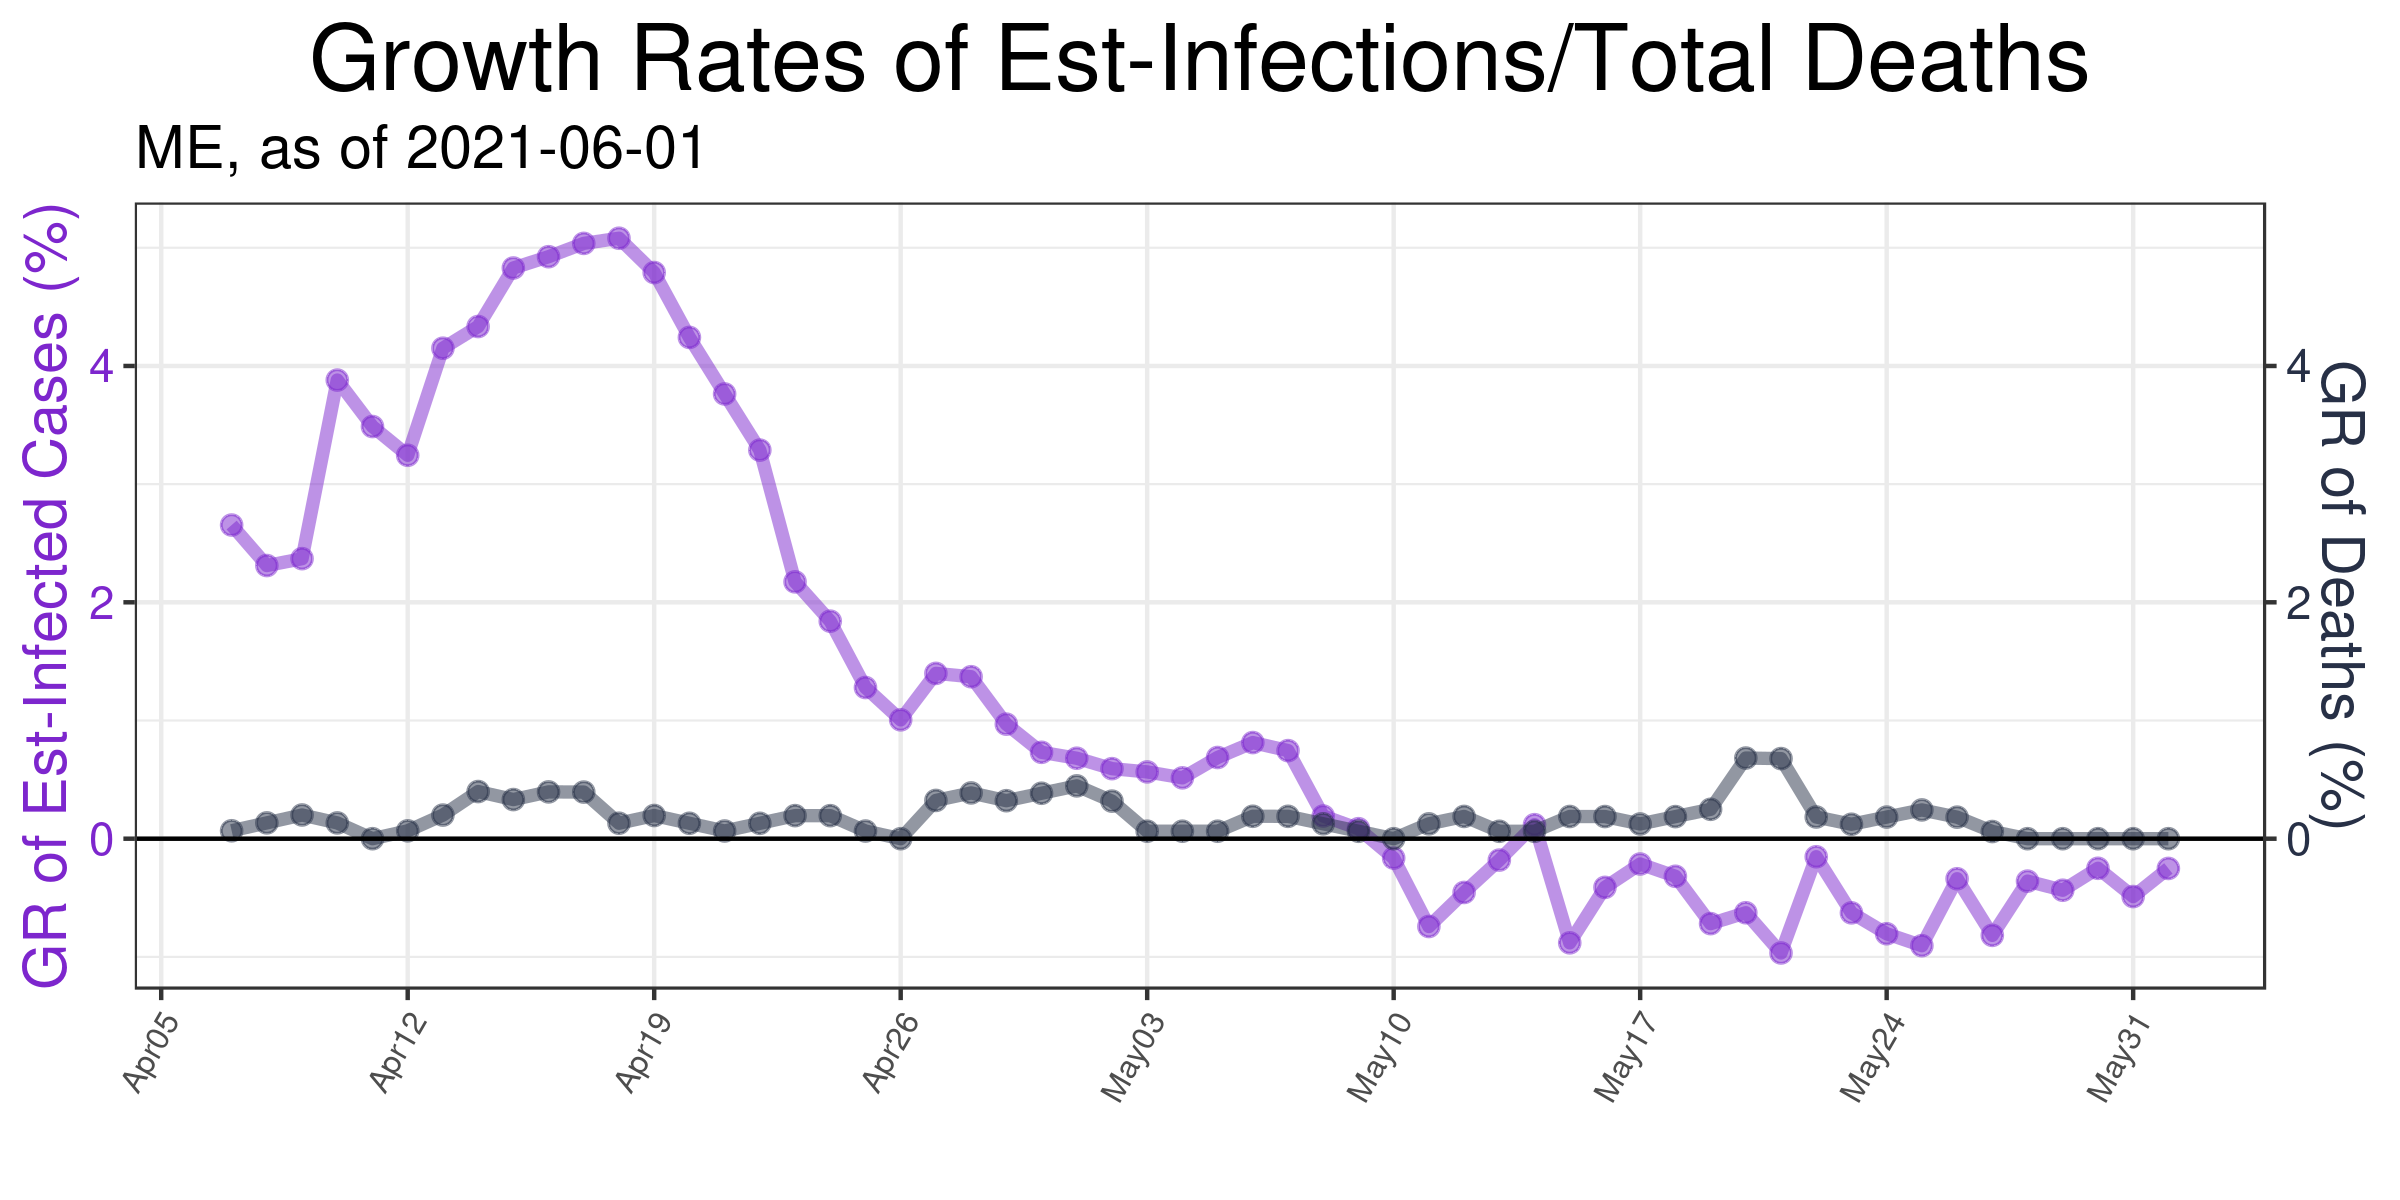 Growth Rates of Est-Infections/Total Deaths
ME, as of 2021-06-01
GR of Est-Infected Cases (%)
4
2
0
4
2
0
GR of Deaths (%)
Apr05
Apr12
Apr19
Apr26
May03
May10
May17
May24
May31